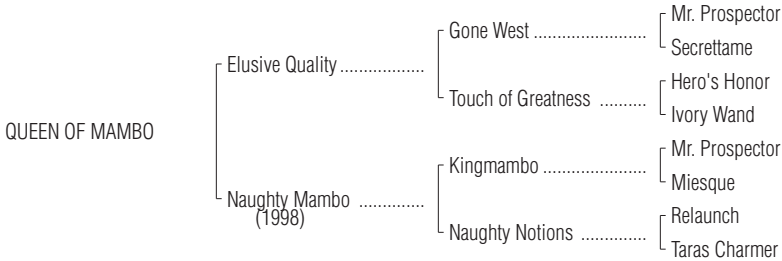 Mr. Prospector
Gone West ........................
Secrettame
Elusive Quality ..................
Hero's Honor
Touch of Greatness ..........
Ivory Wand
QUEEN OF MAMBO
Mr. Prospector
Kingmambo ......................
Miesque
Naughty Mambo ..............
(1998)
Relaunch
Naughty Notions ..............
Taras Charmer